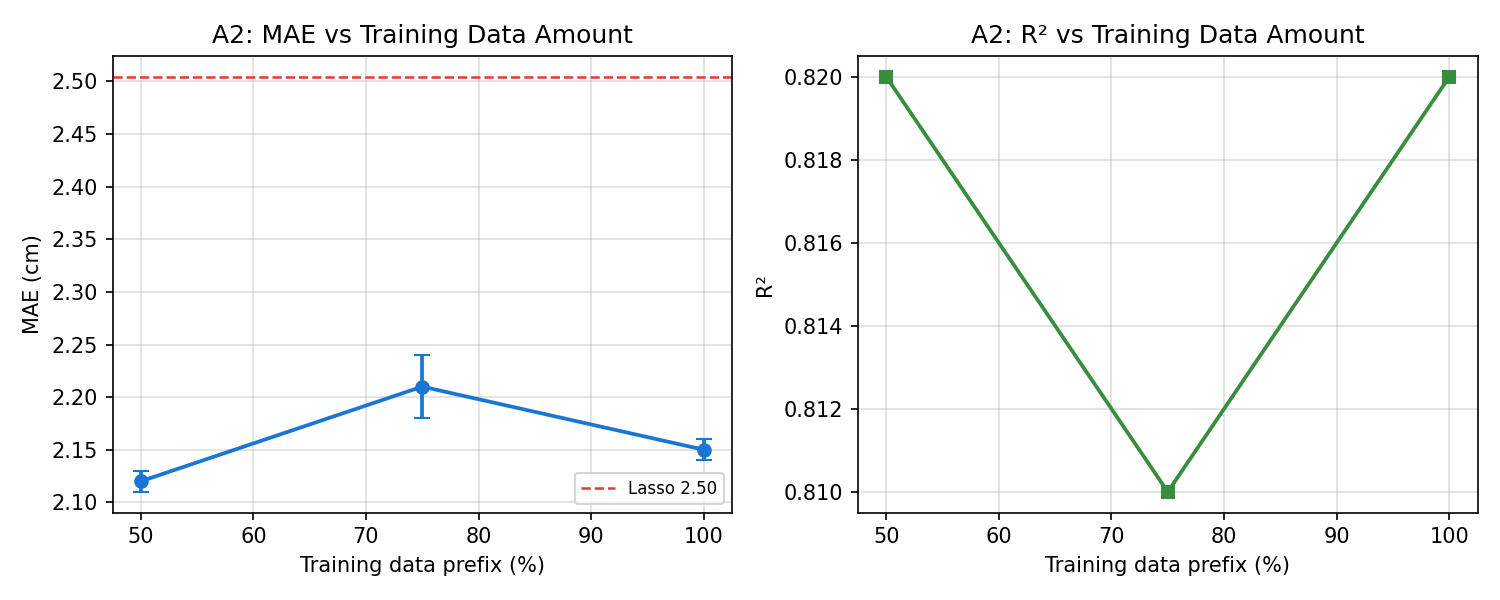 A2: MAE vs Training Data Amount
MAE (cm)
2.50
2.45
2.40
2.35
2.30
2.25
2.20
2.15
2.10
50 60 70 80 90 100
Training data prefix (%)
Lasso 2.50
A2: R² vs Training Data Amount
R²
0.820
0.818
0.816
0.814
0.812
0.810
50 60 70 80 90 100
Training data prefix (%)